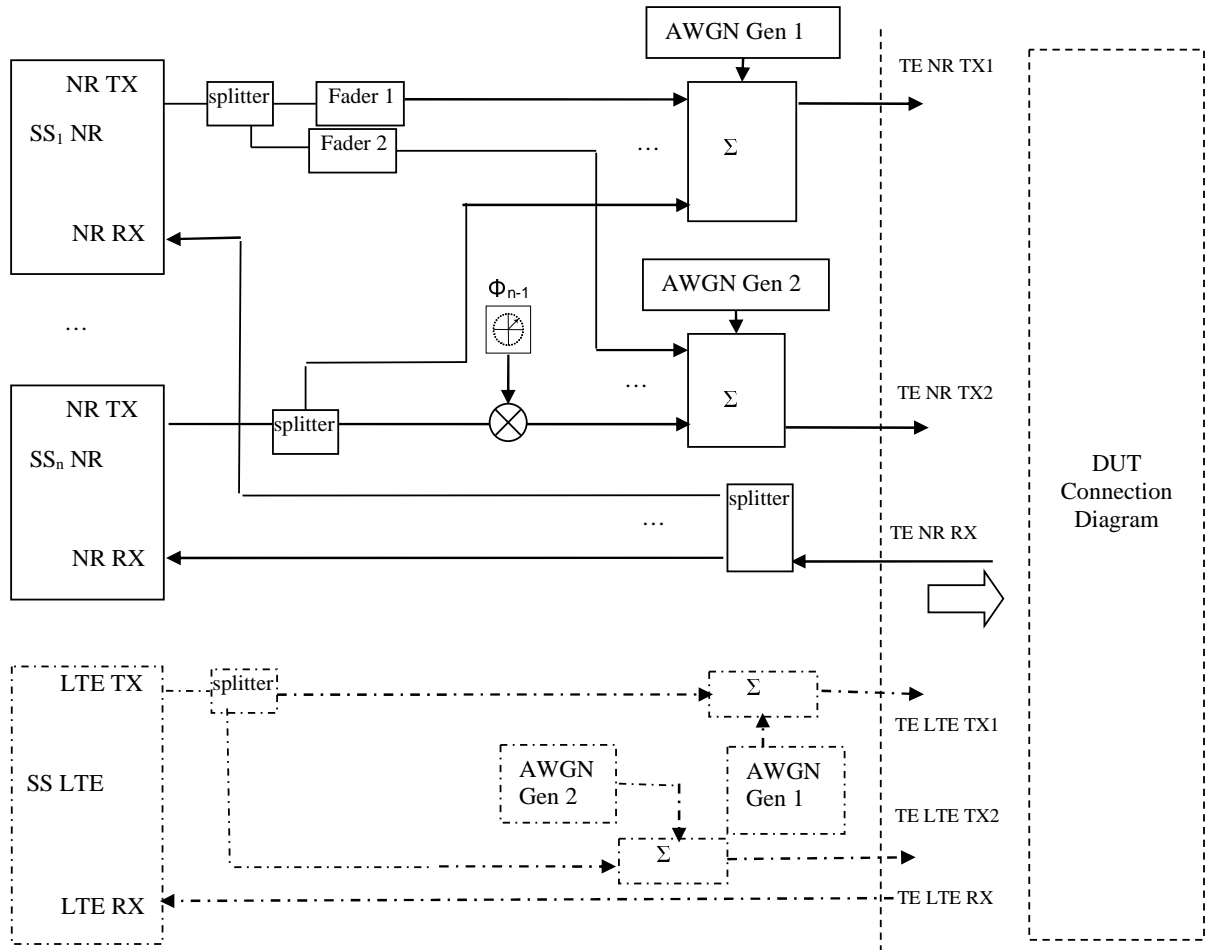 AWGN Gen 1
TE NR TX1
NR TX
splitter
Fader 1
SS₁ NR
Fader 2
…
Σ
NR RX
AWGN Gen 2
Φn-1
…
Σ
…
TE NR TX2
NR TX
splitter
SSn NR
DUT
Connection
Diagram
splitter
…
TE NR RX
NR RX
LTE TX
splitter
Σ
TE LTE TX1
SS LTE
AWGN
Gen 2
AWGN
Gen 1
TE LTE TX2
Σ
LTE RX
TE LTE RX